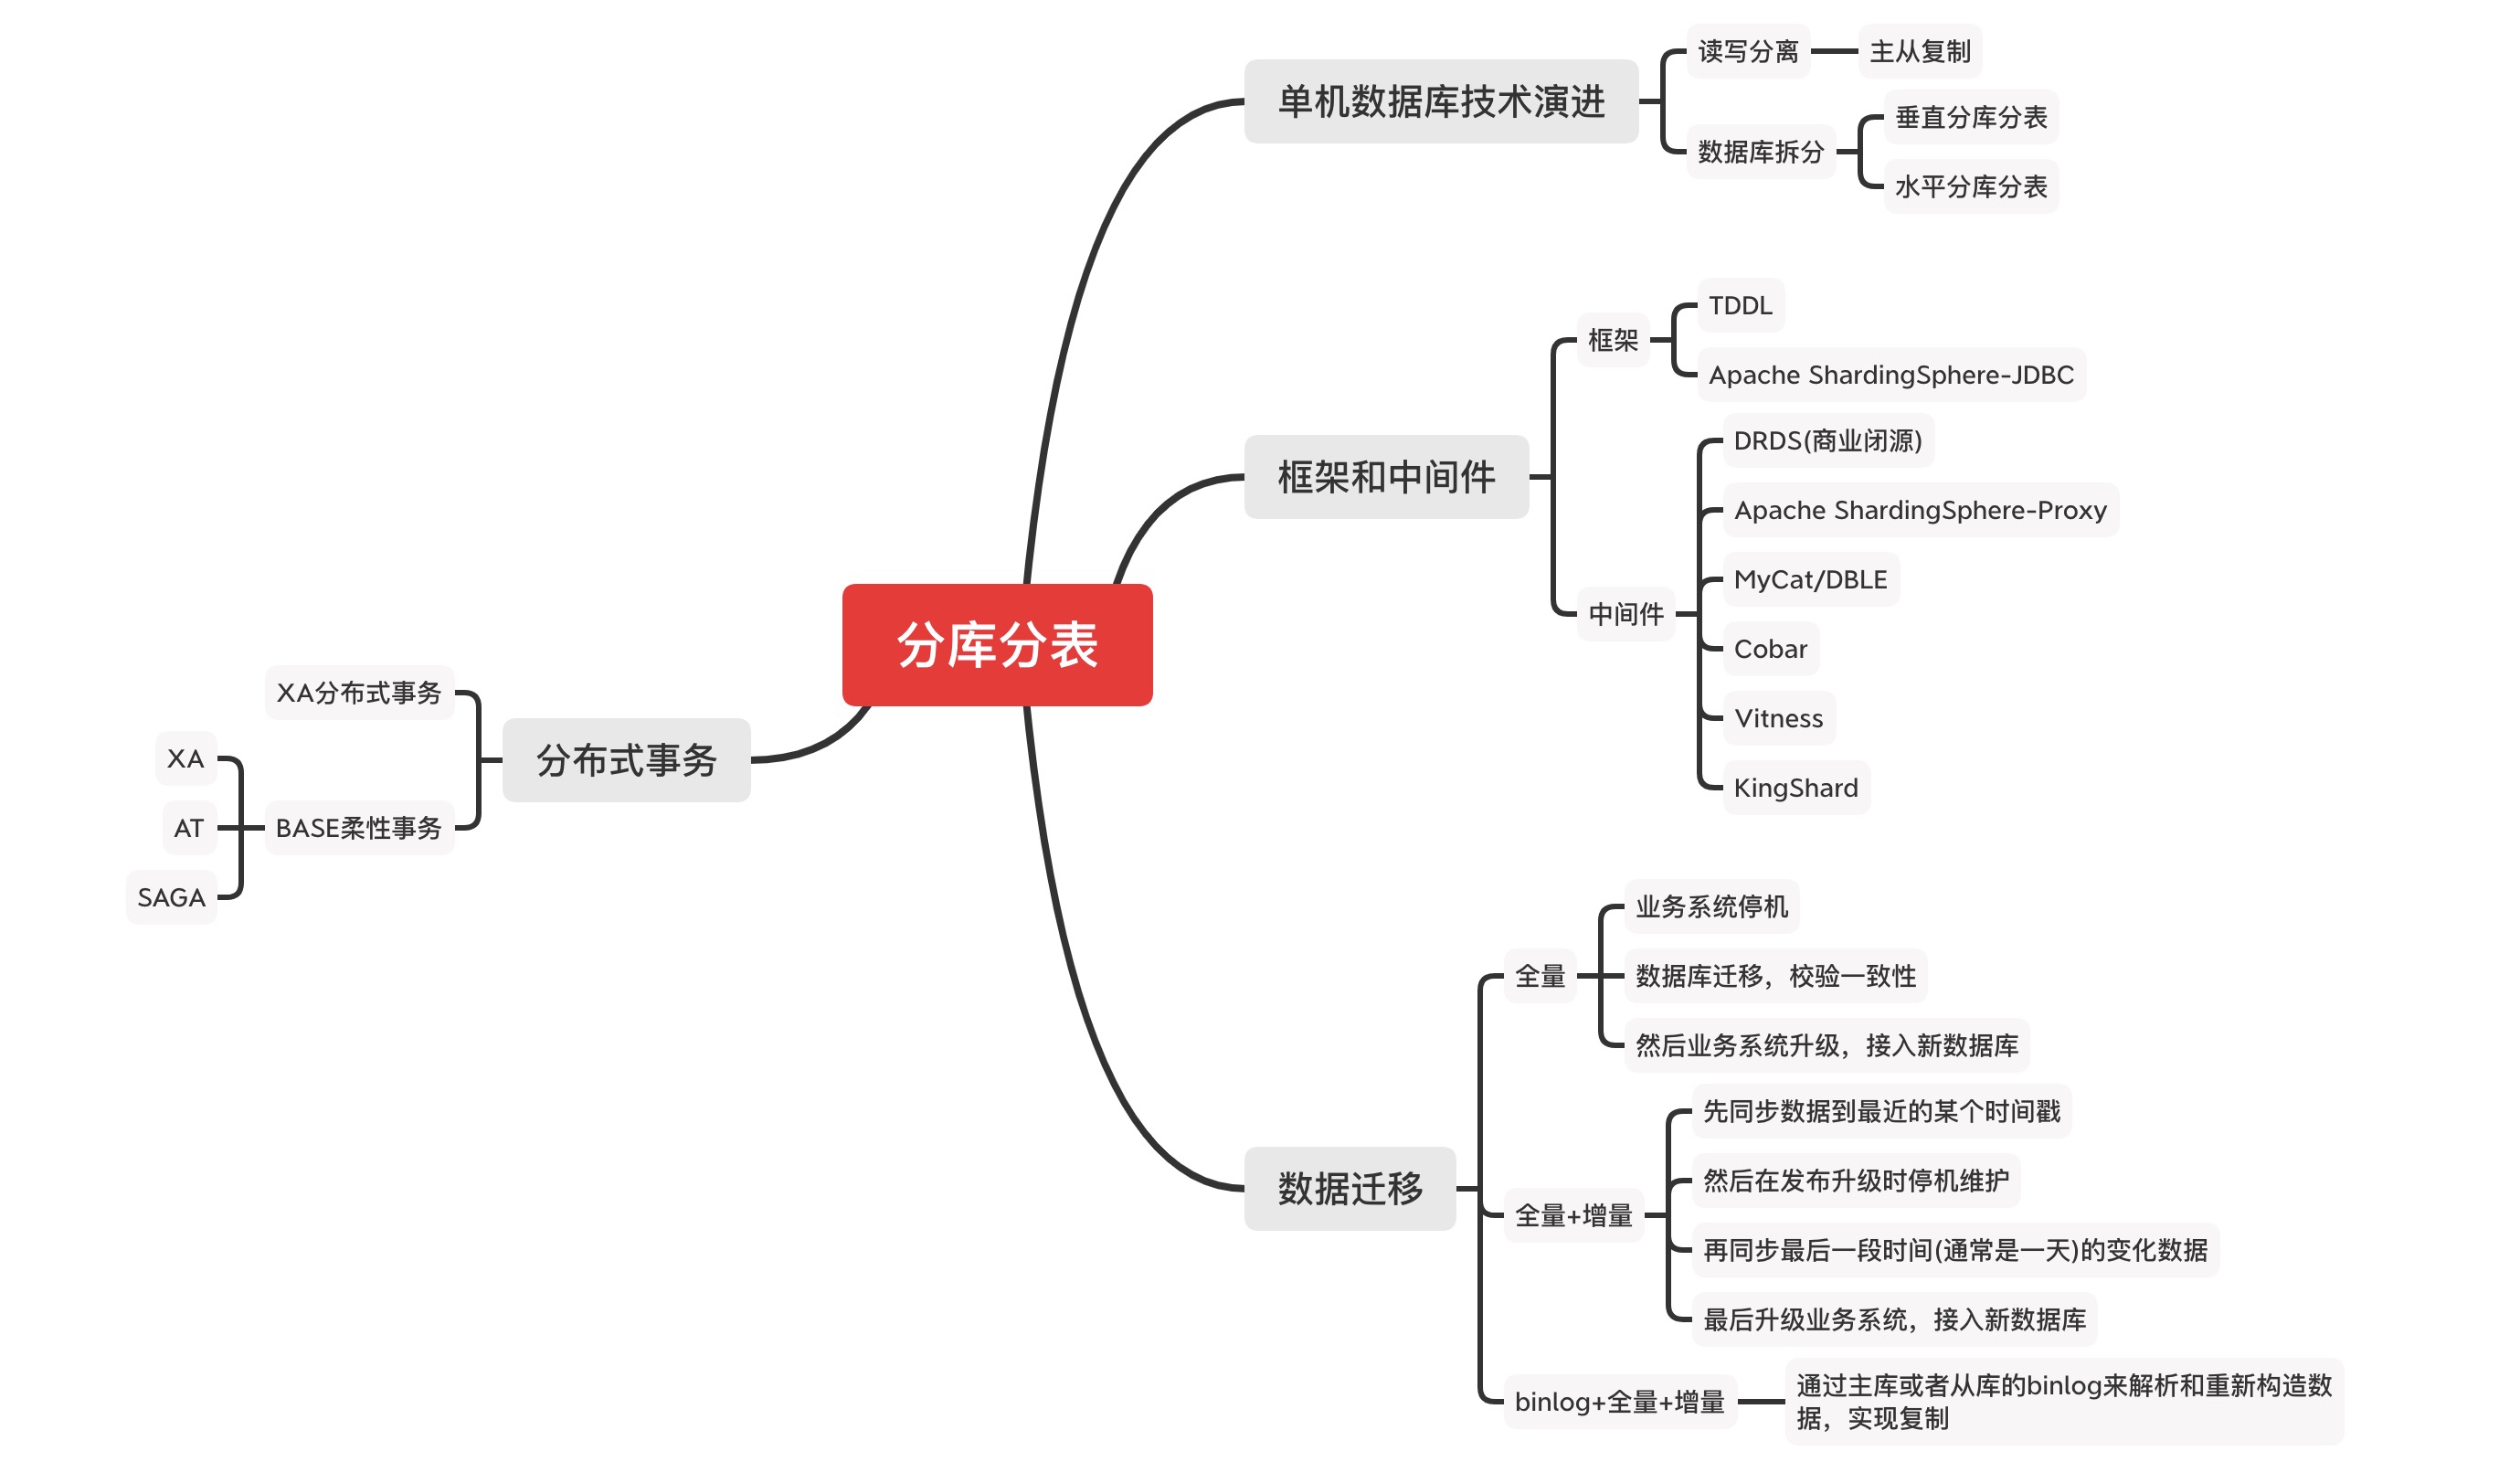 分库分表
单机数据库技术演进
读写分离
主从复制
数据库拆分
垂直分库分表
水平分库分表
框架和中间件
框架
TDDL
Apache ShardingSphere-JDBC
中间件
DRDS(商业闭源)
Apache ShardingSphere-Proxy
MyCat/DBLE
Cobar
Vitness
KingShard
数据迁移
全量
业务系统停机
数据库迁移，校验一致性
然后业务系统升级，接入新数据库
全量+增量
先同步数据到最近的某个时间戳
然后在发布升级时停机维护
再同步最后一段时间(通常是一天)的变化数据
最后升级业务系统，接入新数据库
binlog+全量+增量
通过主库或者从库的binlog来解析和重新构造数
据，实现复制
分布式事务
XA分布式事务
BASE柔性事务
XA
AT
SAGA